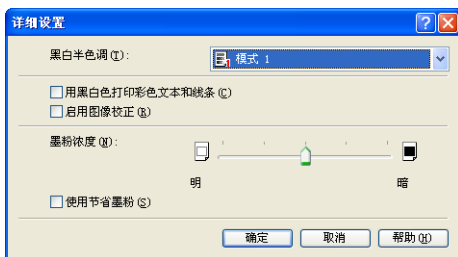 详细设置
黑白半色调(T): 模式 1
用黑白色打印彩色文本和线条(C)
启用图像校正(R)
墨粉浓度(N):
明 暗
使用节省墨粉(S)
确定 取消 帮助(H)